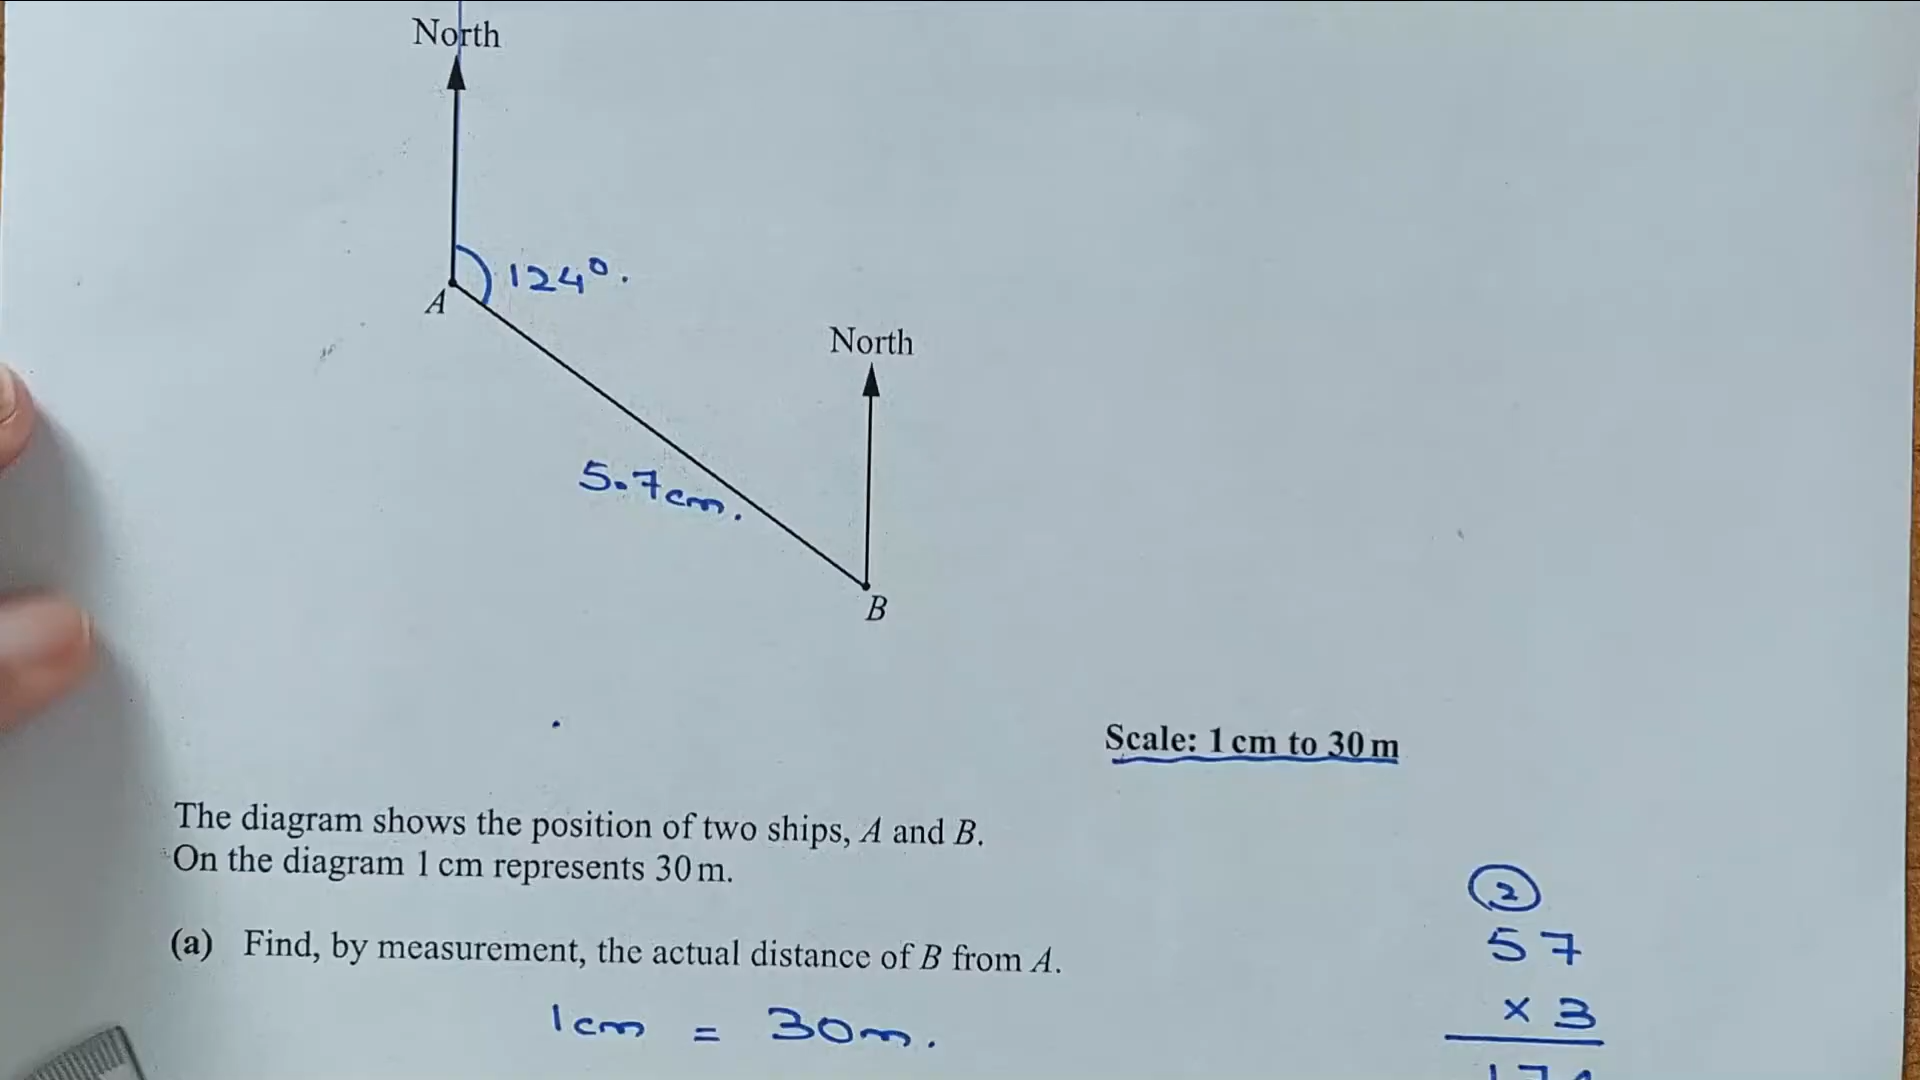 North
A
124°.
North
5.7cm.
B
Scale: 1 cm to 30 m
The diagram shows the position of two ships, A and B.
On the diagram 1 cm represents 30 m.
2
57
(a) Find, by measurement, the actual distance of B from A.
× 3
1cm = 30m.